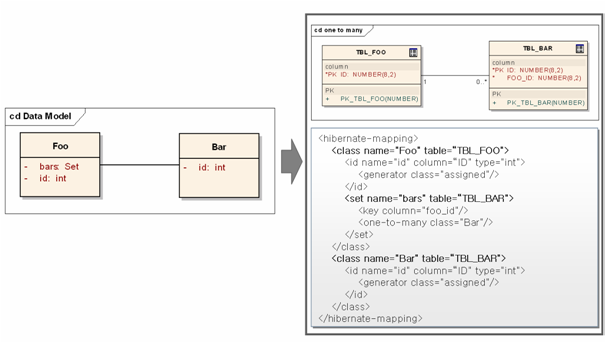 cd Data Model
Foo
- bars: Set
- id: int
Bar
- id: int
cd one to many
TBL_FOO
column
*PK ID: NUMBER(8,2)
PK
+ PK_TBL_FOO(NUMBER)
1
0..*
TBL_BAR
column
*PK ID: NUMBER(8,2)
* FOO_ID: NUMBER(8,2)
PK
+ PK_TBL_BAR(NUMBER)
<hibernate-mapping>
<class name="Foo" table="TBL_FOO">
<id name="id" column="ID" type="int">
<generator class="assigned"/>
</id>
<set name="bars" table="TBL_BAR">
<key column="foo_id"/>
<one-to-many class="Bar"/>
</set>
</class>
<class name="Bar" table="TBL_BAR">
<id name="id" column="ID" type="int">
<generator class="assigned"/>
</id>
</class>
</hibernate-mapping>